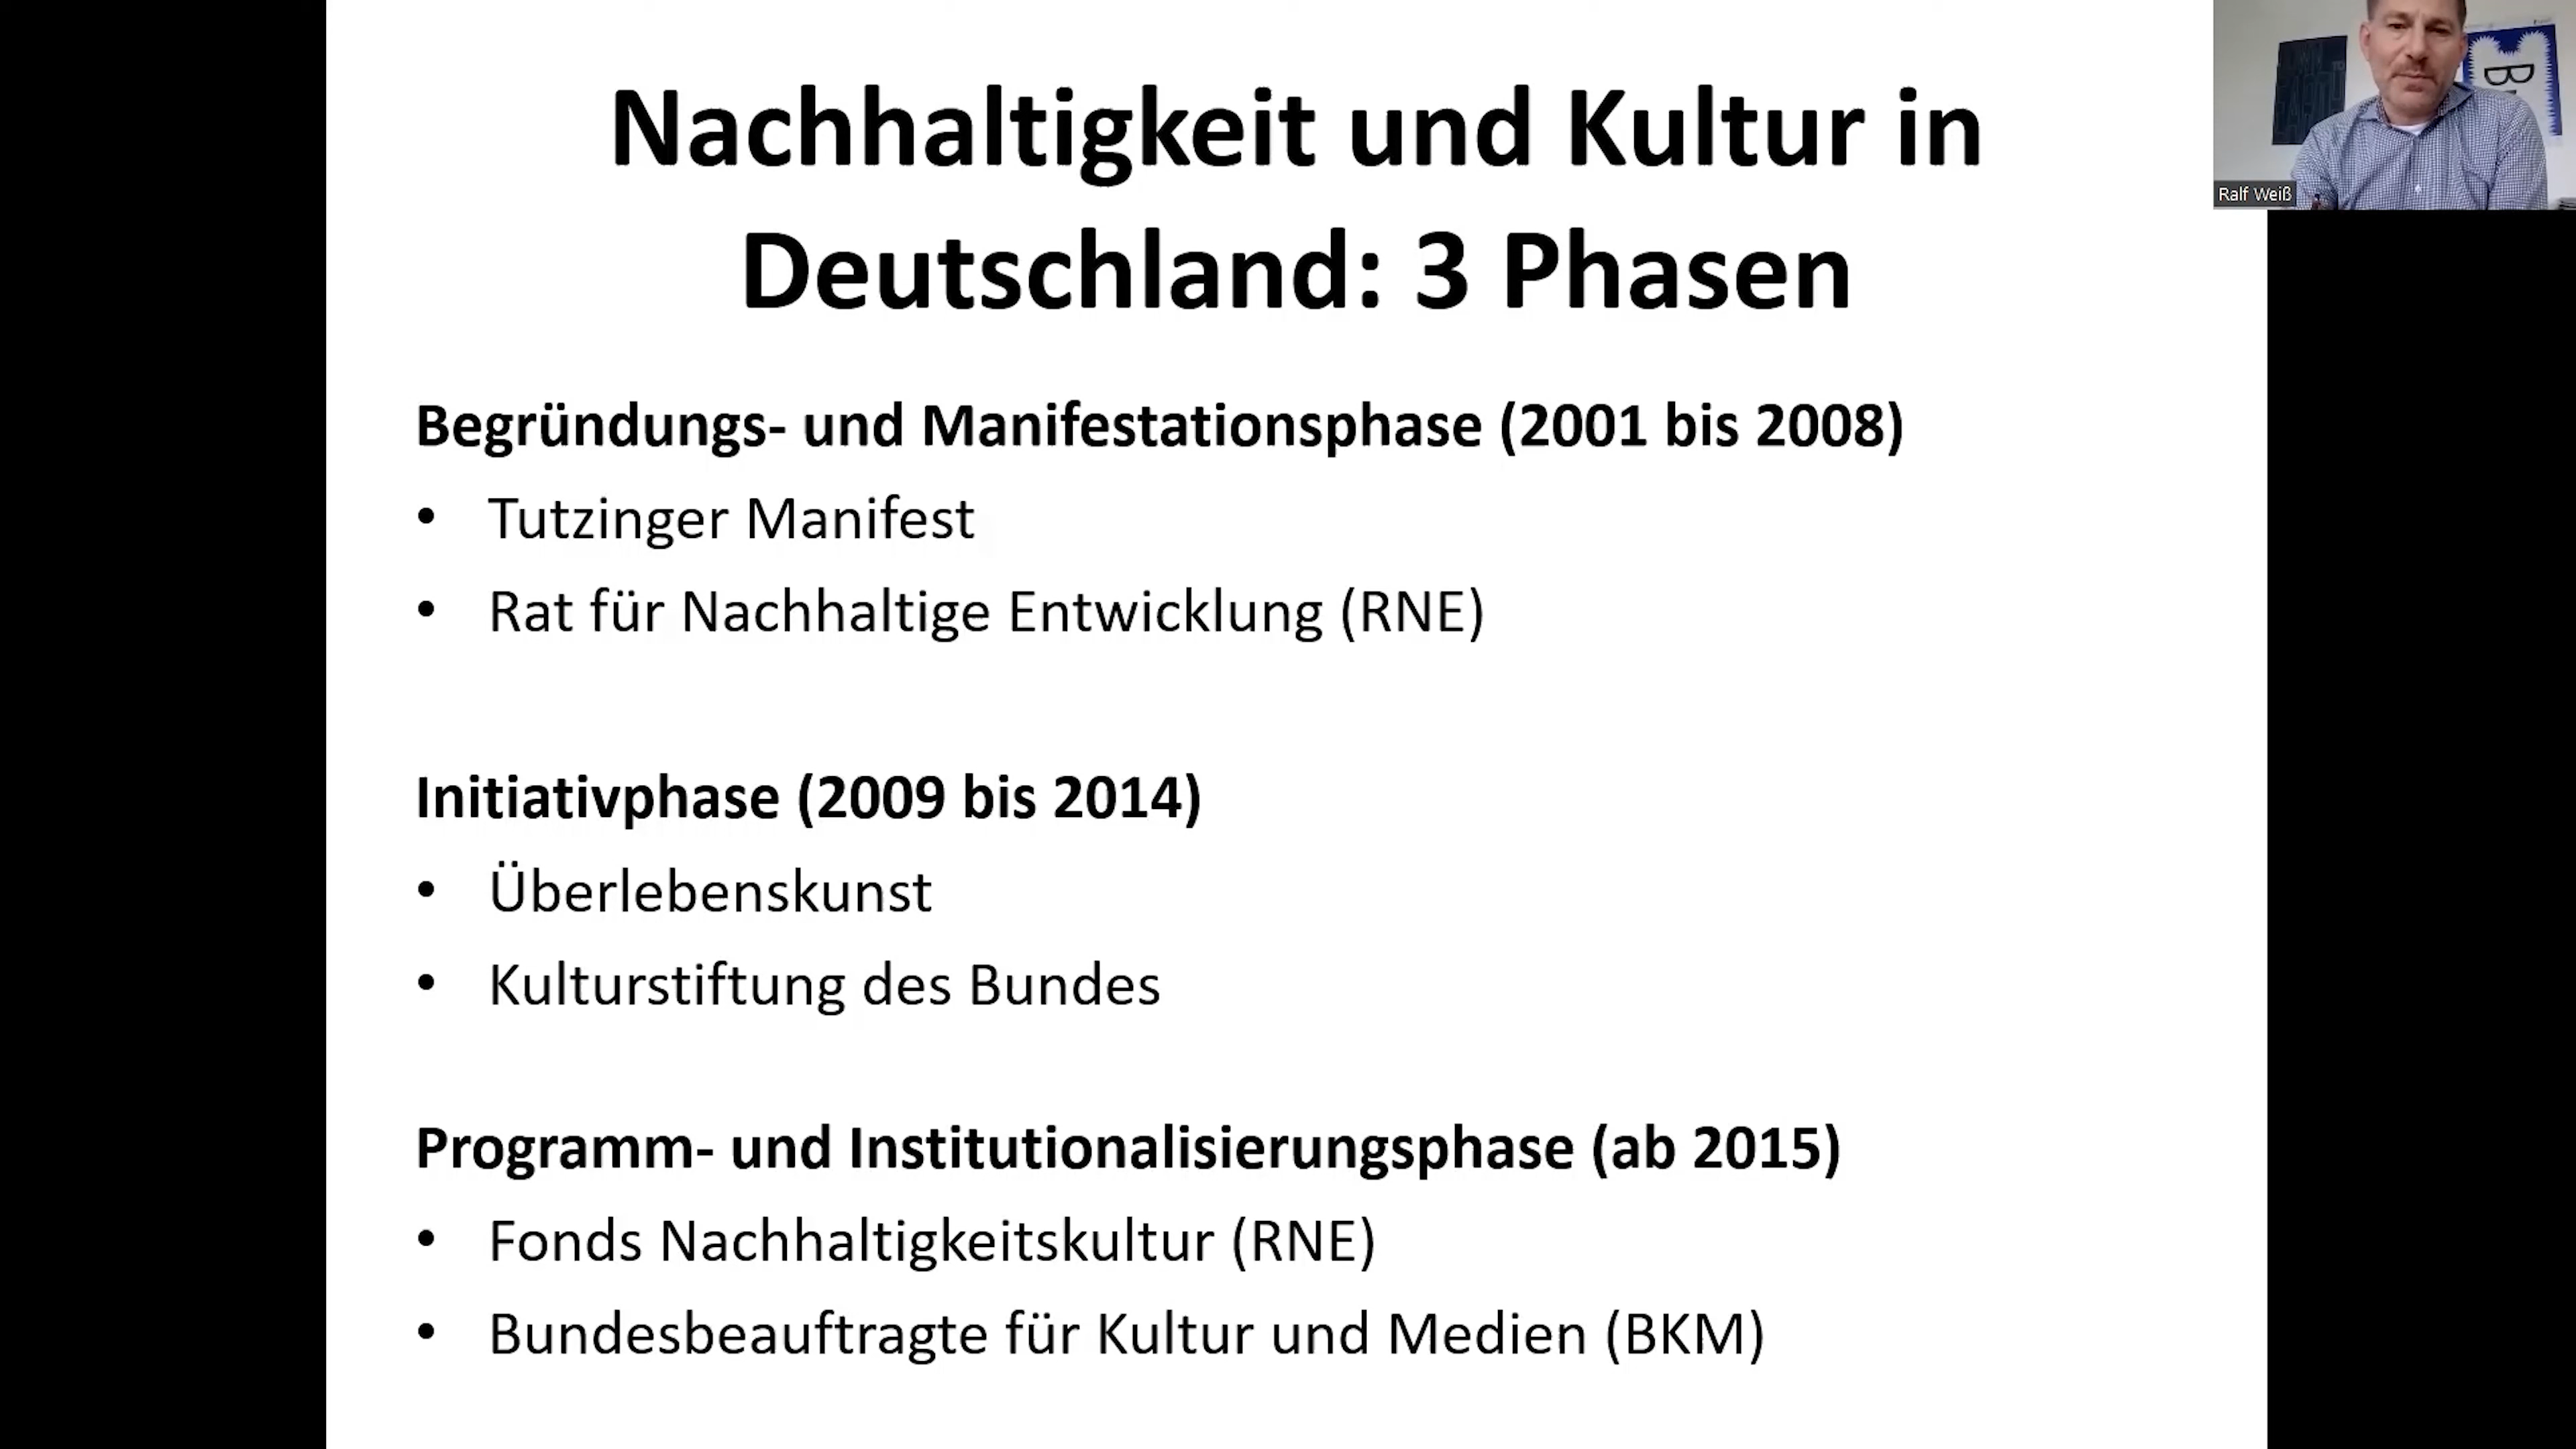 Nachhaltigkeit und Kultur in
Deutschland: 3 Phasen
Begründungs- und Manifestationsphase (2001 bis 2008)
• Tutzinger Manifest
• Rat für Nachhaltige Entwicklung (RNE)
Initiativphase (2009 bis 2014)
• Überlebenskunst
• Kulturstiftung des Bundes
Programm- und Institutionalisierungsphase (ab 2015)
• Fonds Nachhaltigkeitskultur (RNE)
• Bundesbeauftragte für Kultur und Medien (BKM)
Ralf Weiß